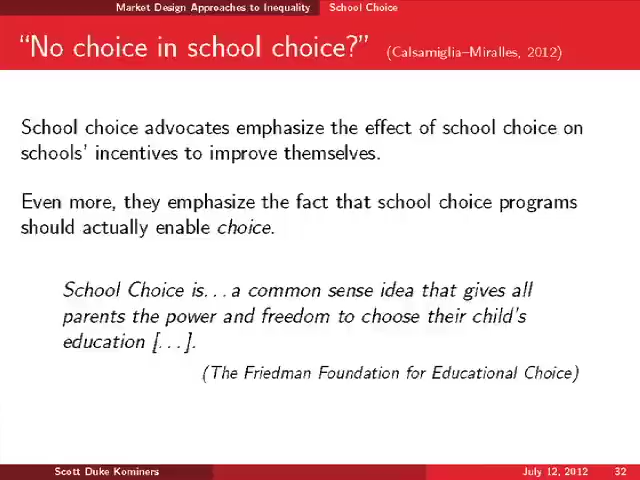 Market Design Approaches to Inequality School Choice
“No choice in school choice?” (Calsamiglia–Miralles, 2012)
School choice advocates emphasize the effect of school choice on
schools’ incentives to improve themselves.
Even more, they emphasize the fact that school choice programs
should actually enable choice.
School Choice is. . . a common sense idea that gives all
parents the power and freedom to choose their child’s
education [. . . ].
(The Friedman Foundation for Educational Choice)
Scott Duke Kominers July 12, 2012 32